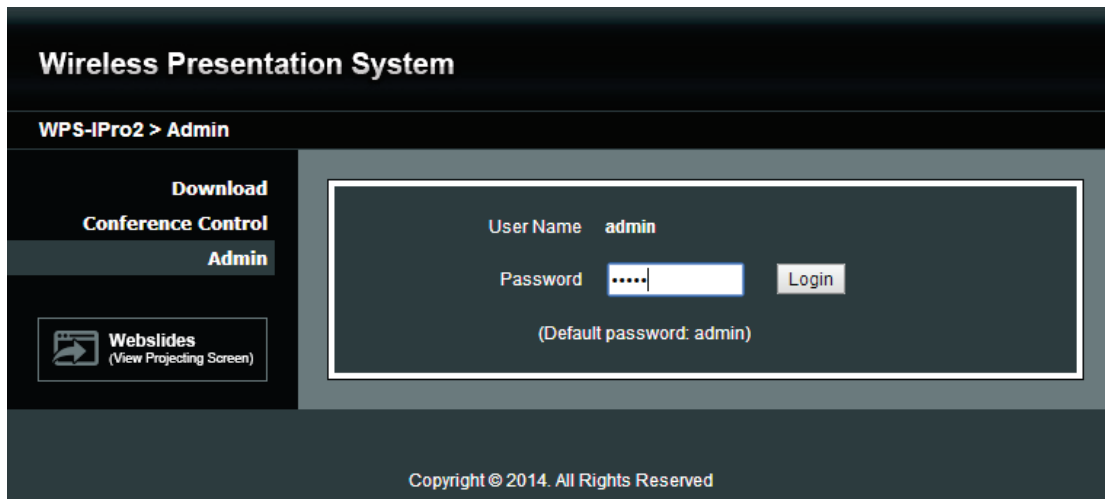 Wireless Presentation System
WPS-IPro2 > Admin
Download
Conference Control
Admin
Webslides
(View Projecting Screen)
User Name admin
Password ••••• Login
(Default password: admin)
Copyright © 2014. All Rights Reserved